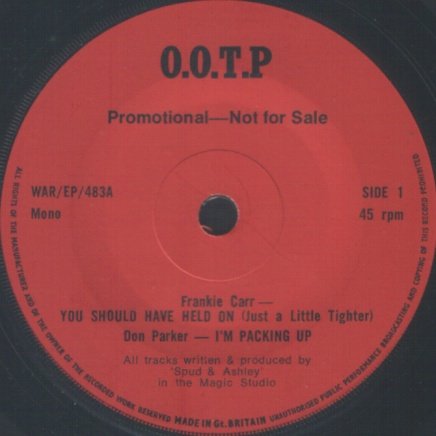 O.O.T.P
Promotional—Not for Sale
WAR/EP/483A
Mono
SIDE 1
45 rpm
Frankie Carr —
YOU SHOULD HAVE HELD ON (Just a Little Tighter)
Don Parker — I'M PACKING UP
All tracks written & produced by
'Spud & Ashley'
in the Magic Studio
ALL RIGHTS OF THE MANUFACTURER AND OF THE OWNER OF THE RECORDED WORK RESERVED MADE IN Gt. BRITAIN UNAUTHORISED PUBLIC PERFORMANCE BROADCASTING AND COPYING OF THIS RECORD PROHIBITED